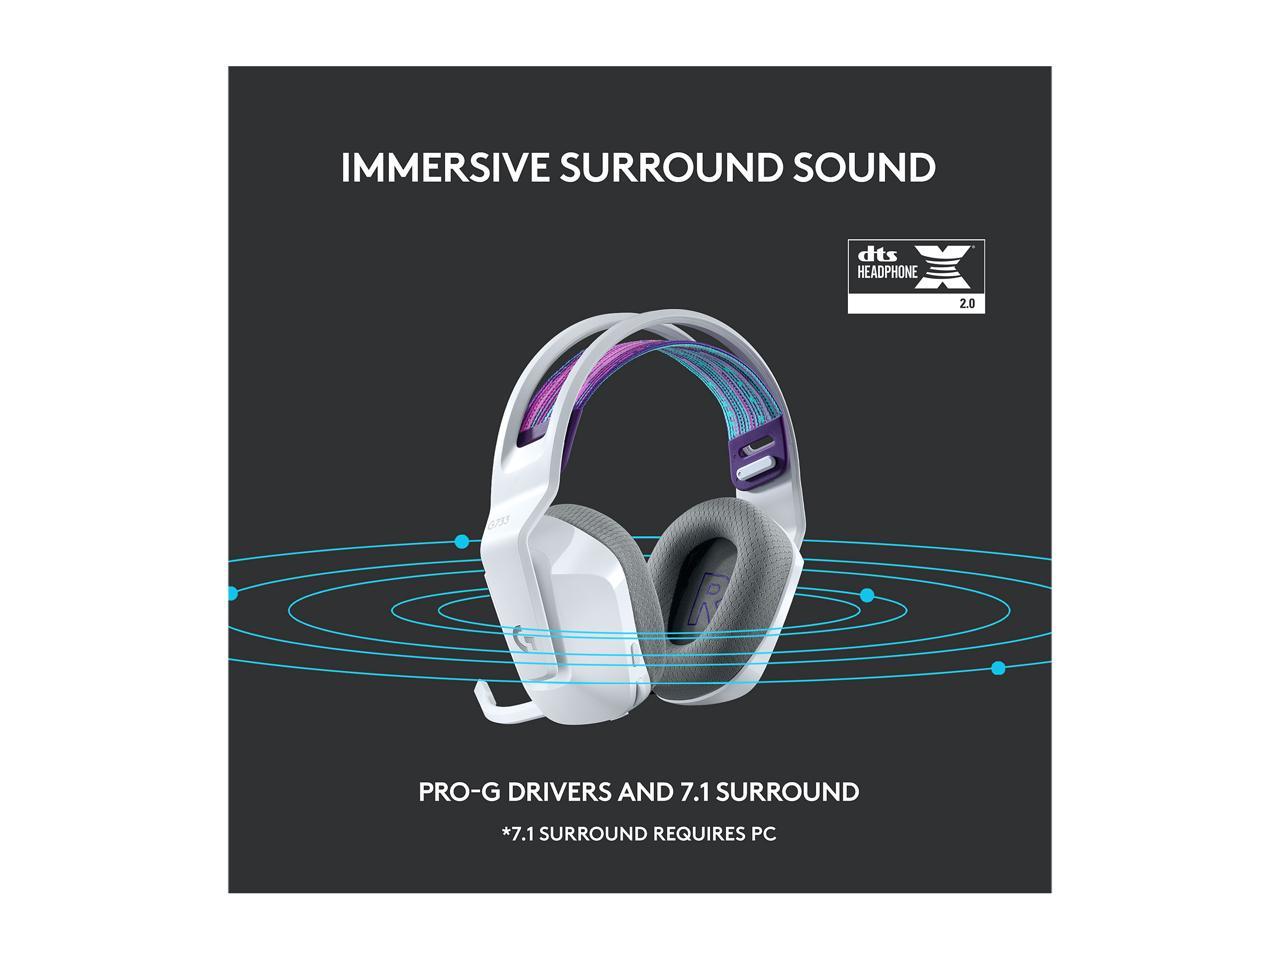 IMMERSIVE SURROUND SOUND
dts
HEADPHONE X
2.0
G733
R
G
PRO-G DRIVERS AND 7.1 SURROUND
*7.1 SURROUND REQUIRES PC